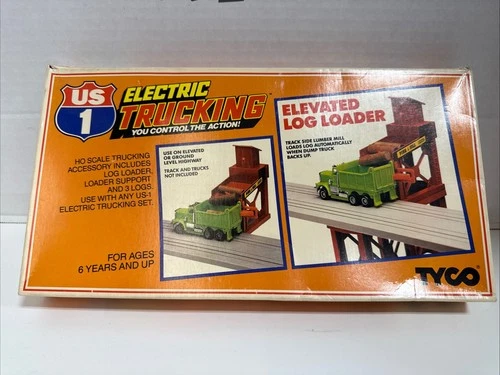 US
1
ELECTRIC
TRUCKING
YOU CONTROL THE ACTION!
HO SCALE TRUCKING
ACCESSORY INCLUDES
LOG LOADER,
LOADER SUPPORT
AND 3 LOGS.
USE WITH ANY US-1
ELECTRIC TRUCKING SET.
FOR AGES
6 YEARS AND UP
USE ON ELEVATED
OR GROUND
LEVEL HIGHWAY
TRACK AND TRUCKS
NOT INCLUDED
ELEVATED
LOG LOADER
TRACK SIDE LUMBER MILL
LOADS LOG AUTOMATICALLY
WHEN DUMP TRUCK
BACKS UP.
TYCO